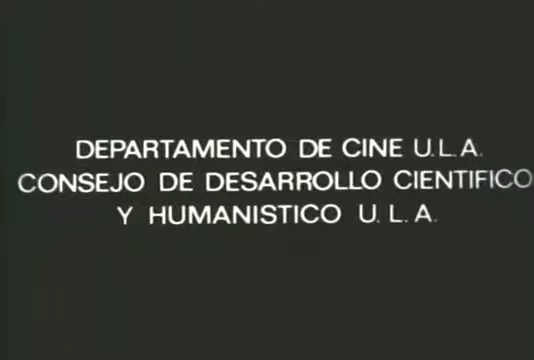 DEPARTAMENTO DE CINE U.L.A.
CONSEJO DE DESARROLLO CIENTIFICO
Y HUMANISTICO U.L.A.